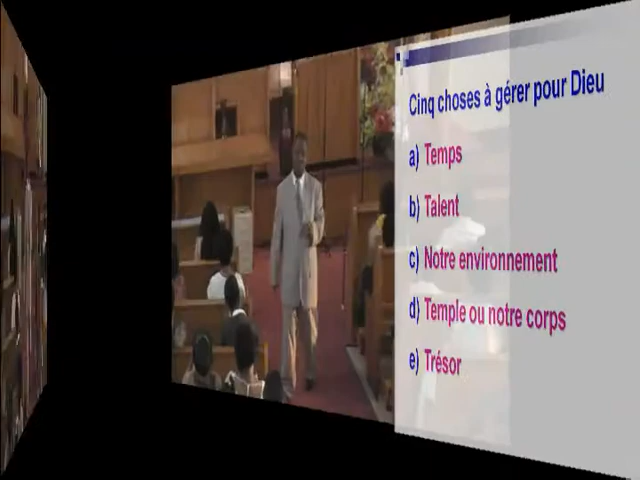 Cinq choses à gérer pour Dieu
a) Temps
b) Talent
c) Notre environnement
d) Temple ou notre corps
e) Trésor